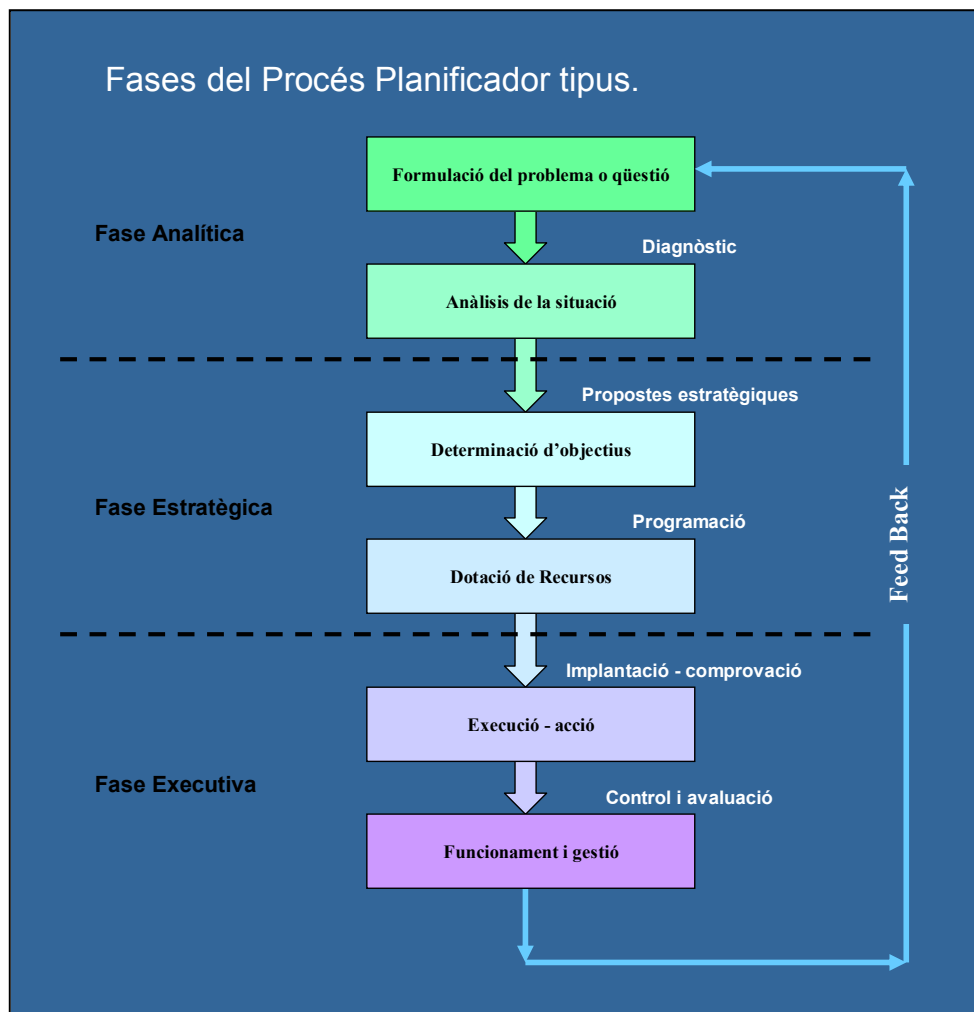 Fases del Procés Planificador tipus.
Formulació del problema o qüestió
Fase Analítica
Diagnòstic
Anàlisis de la situació
Propostes estratègiques
Determinació d'objectius
Fase Estratègica
Programació
Dotació de Recursos
Feed Back
Implantació - comprovació
Execució - acció
Fase Executiva
Control i avaluació
Funcionament i gestió